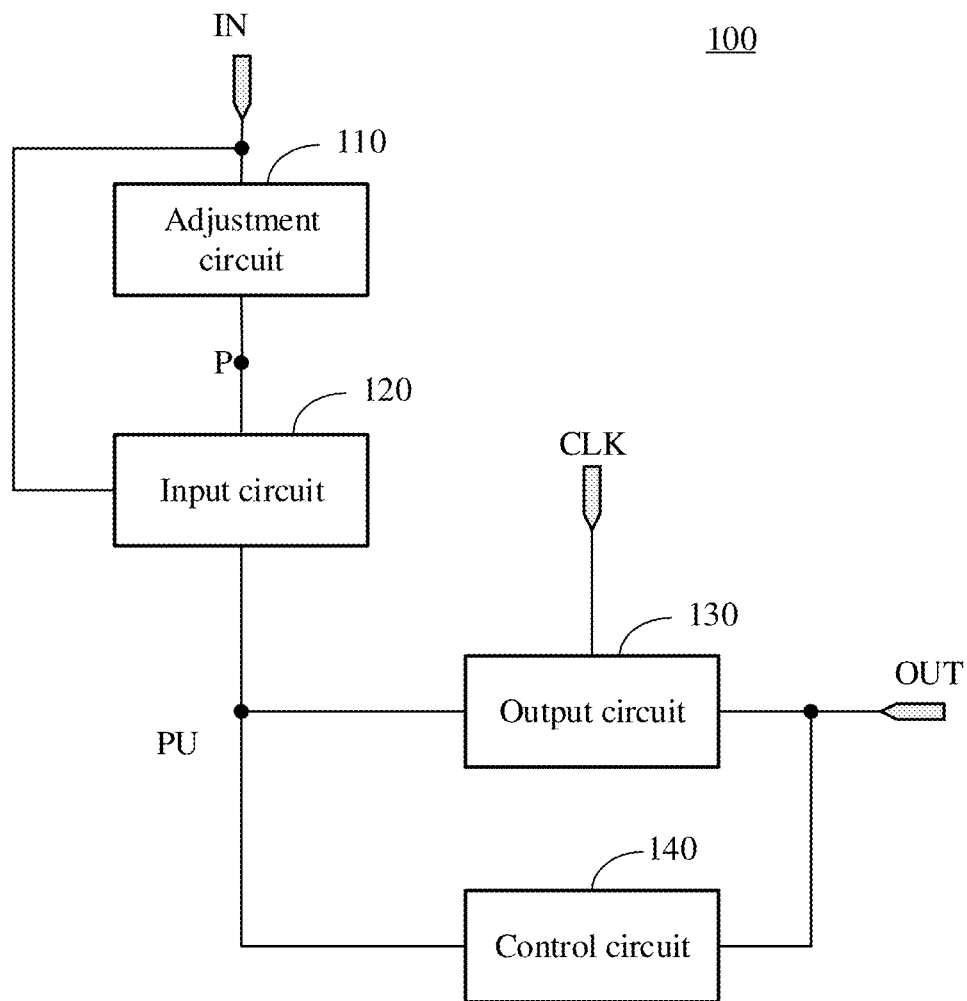 IN
100
110
Adjustment
circuit
P
120
Input circuit
CLK
130
Output circuit
OUT
PU
140
Control circuit